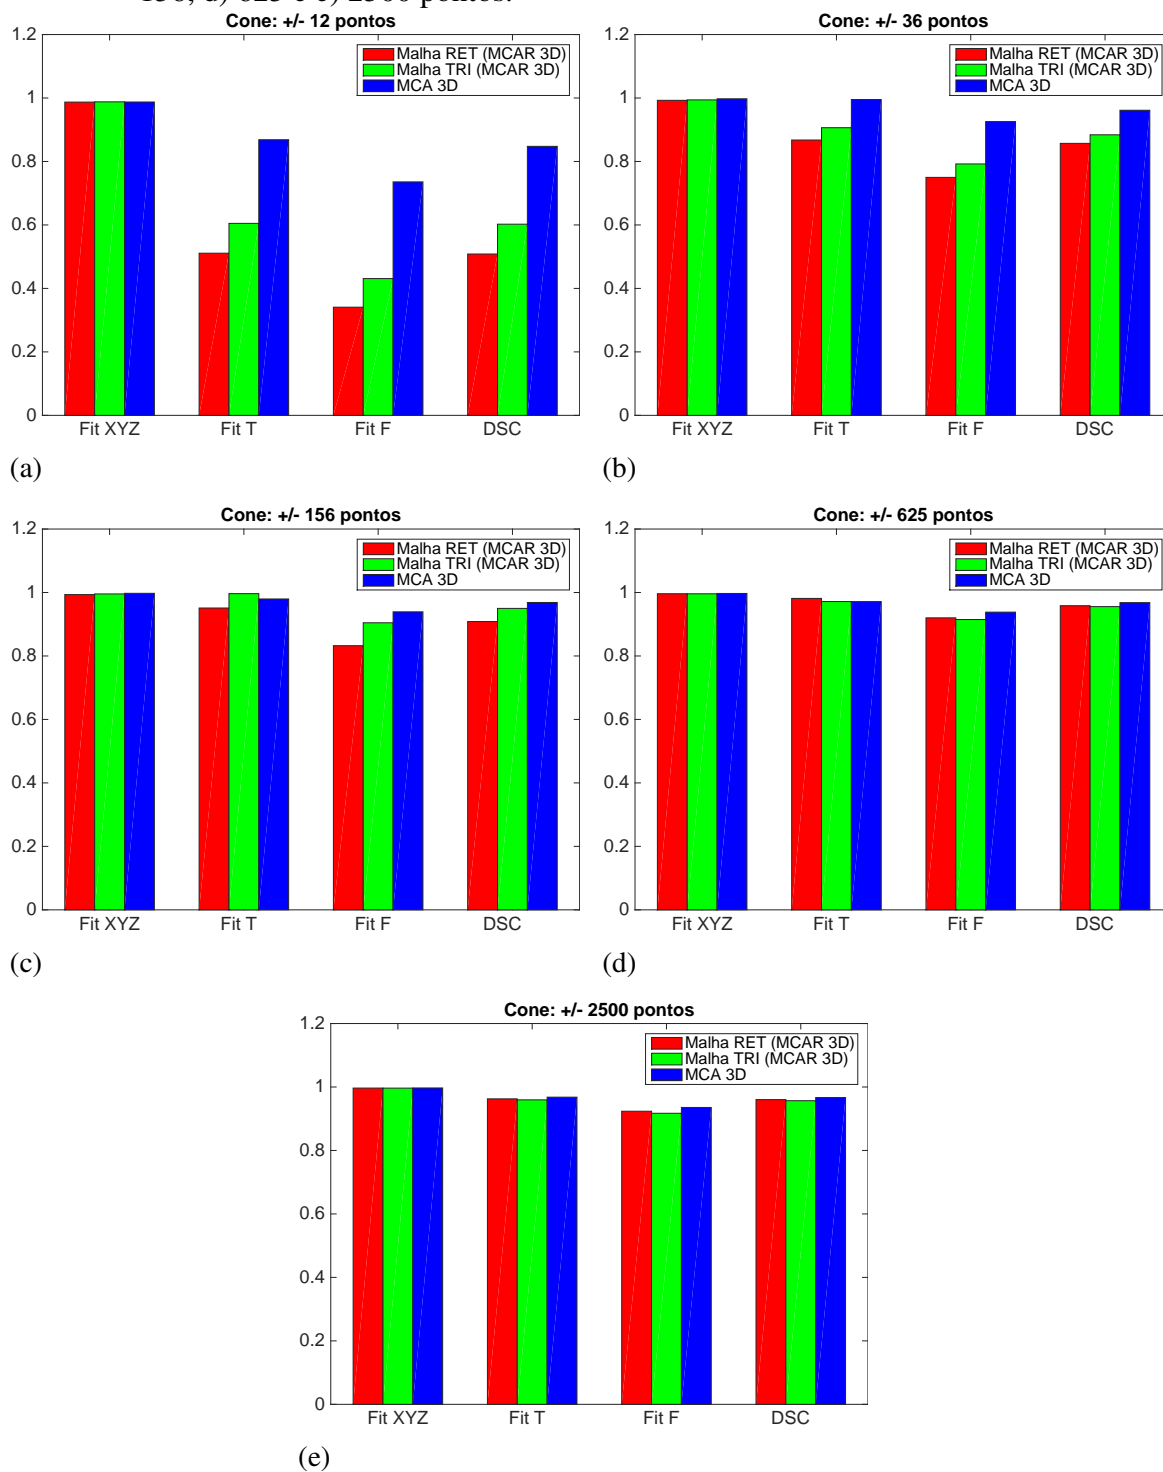 156, d) 625 e e) 2500 pontos.
Cone: +/- 12 pontos
1.2
1
0.8
0.6
0.4
0.2
0
Malha RET (MCAR 3D)
Malha TRI (MCAR 3D)
MCA 3D
Fit XYZ Fit T Fit F DSC
(a)
Cone: +/- 36 pontos
1.2
1
0.8
0.6
0.4
0.2
0
Malha RET (MCAR 3D)
Malha TRI (MCAR 3D)
MCA 3D
Fit XYZ Fit T Fit F DSC
(b)
Cone: +/- 156 pontos
1.2
1
0.8
0.6
0.4
0.2
0
Malha RET (MCAR 3D)
Malha TRI (MCAR 3D)
MCA 3D
Fit XYZ Fit T Fit F DSC
(c)
Cone: +/- 625 pontos
1.2
1
0.8
0.6
0.4
0.2
0
Malha RET (MCAR 3D)
Malha TRI (MCAR 3D)
MCA 3D
Fit XYZ Fit T Fit F DSC
(d)
Cone: +/- 2500 pontos
1.2
1
0.8
0.6
0.4
0.2
0
Malha RET (MCAR 3D)
Malha TRI (MCAR 3D)
MCA 3D
Fit XYZ Fit T Fit F DSC
(e)